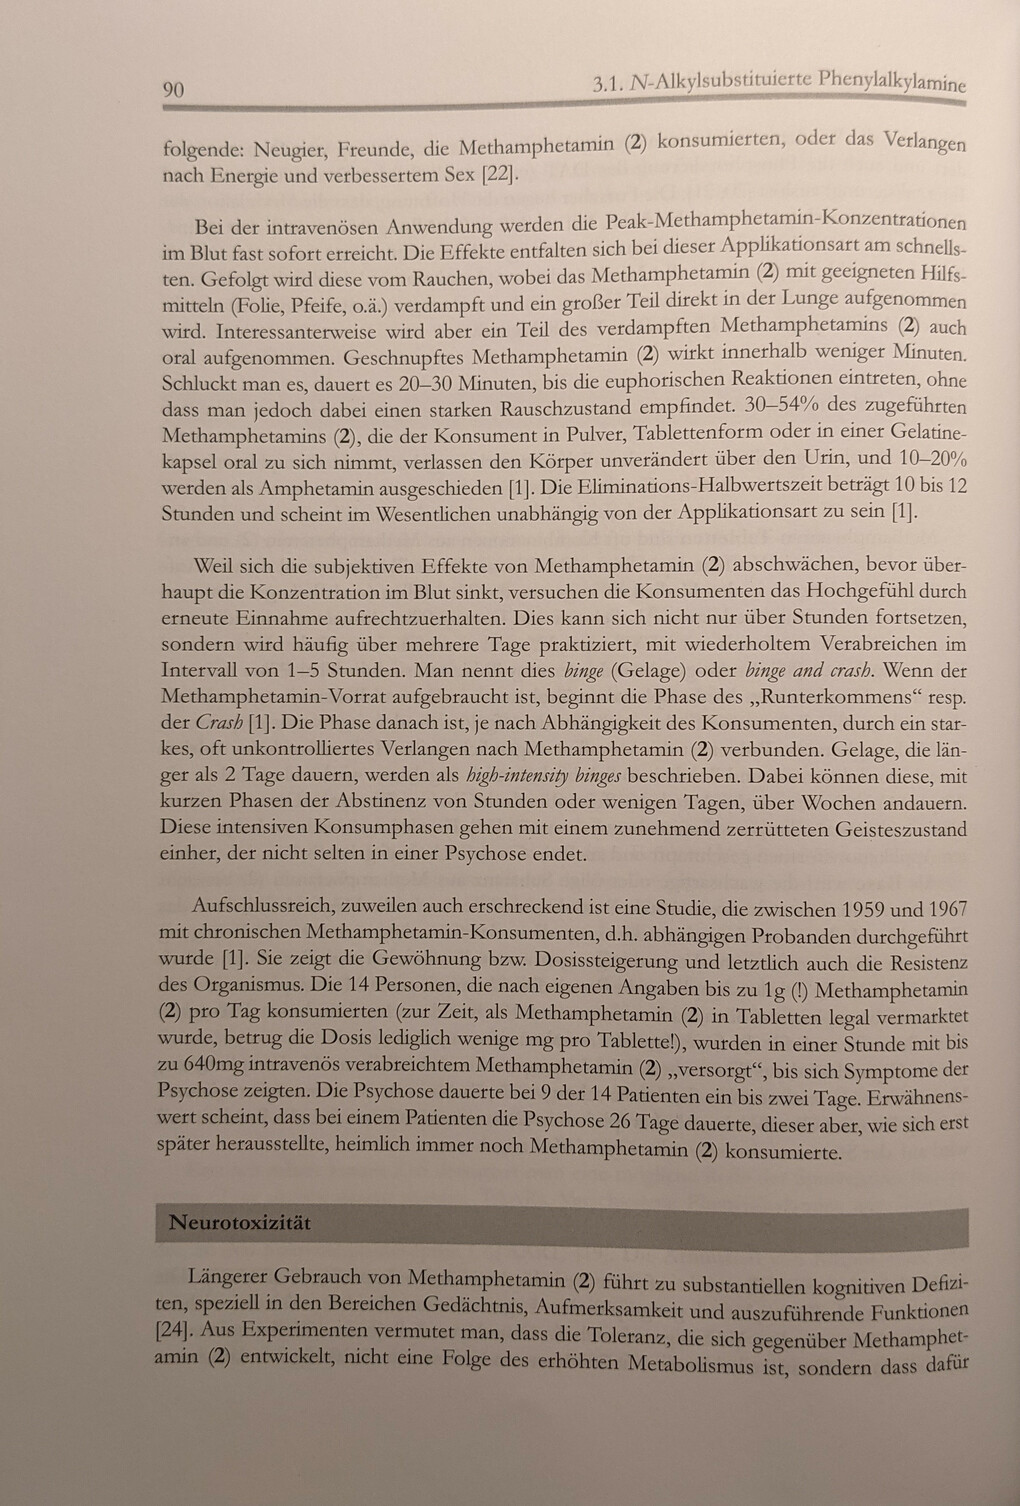 90
3.1. N-Alkylsubstituierte Phenylalkylamine
folgende: Neugier, Freunde, die Methamphetamin (2) konsumierten, oder das Verlangen
nach Energie und verbessertem Sex [22].
Bei der intravenösen Anwendung werden die Peak-Methamphetamin-Konzentrationen
im Blut fast sofort erreicht. Die Effekte entfalten sich bei dieser Applikationsart am schnells-
ten. Gefolgt wird diese vom Rauchen, wobei das Methamphetamin (2) mit geeigneten Hilfs-
mitteln (Folie, Pfeife, o.ä.) verdampft und ein großer Teil direkt in der Lunge aufgenommen
wird. Interessanterweise wird aber ein Teil des verdampften Methamphetamins (2) auch
oral aufgenommen. Geschnupftes Methamphetamin (2) wirkt innerhalb weniger Minuten.
Schluckt man es, dauert es 20–30 Minuten, bis die euphorischen Reaktionen eintreten, ohne
dass man jedoch dabei einen starken Rauschzustand empfindet. 30–54% des zugeführten
Methamphetamins (2), die der Konsument in Pulver, Tablettenform oder in einer Gelatine-
kapsel oral zu sich nimmt, verlassen den Körper unverändert über den Urin, und 10–20%
werden als Amphetamin ausgeschieden [1]. Die Eliminations-Halbwertszeit beträgt 10 bis 12
Stunden und scheint im Wesentlichen unabhängig von der Applikationsart zu sein [1].
Weil sich die subjektiven Effekte von Methamphetamin (2) abschwächen, bevor über-
haupt die Konzentration im Blut sinkt, versuchen die Konsumenten das Hochgefühl durch
erneute Einnahme aufrechtzuerhalten. Dies kann sich nicht nur über Stunden fortsetzen,
sondern wird häufig über mehrere Tage praktiziert, mit wiederholtem Verabreichen im
Intervall von 1–5 Stunden. Man nennt dies binge (Gelage) oder binge and crash. Wenn der
Methamphetamin-Vorrat aufgebraucht ist, beginnt die Phase des „Runterkommens“ resp.
der Crash [1]. Die Phase danach ist, je nach Abhängigkeit des Konsumenten, durch ein star-
kes, oft unkontrolliertes Verlangen nach Methamphetamin (2) verbunden. Gelage, die län-
ger als 2 Tage dauern, werden als high-intensity binges beschrieben. Dabei können diese, mit
kurzen Phasen der Abstinenz von Stunden oder wenigen Tagen, über Wochen andauern.
Diese intensiven Konsumphasen gehen mit einem zunehmend zerrütteten Geisteszustand
einher, der nicht selten in einer Psychose endet.
Aufschlussreich, zuweilen auch erschreckend ist eine Studie, die zwischen 1959 und 1967
mit chronischen Methamphetamin-Konsumenten, d.h. abhängigen Probanden durchgeführt
wurde [1]. Sie zeigt die Gewöhnung bzw. Dosissteigerung und letztlich auch die Resistenz
des Organismus. Die 14 Personen, die nach eigenen Angaben bis zu 1g (!) Methamphetamin
(2) pro Tag konsumierten (zur Zeit, als Methamphetamin (2) in Tabletten legal vermarktet
wurde, betrug die Dosis lediglich wenige mg pro Tablette!), wurden in einer Stunde mit bis
zu 640mg intravenös verabreichtem Methamphetamin (2) „versorgt“, bis sich Symptome der
Psychose zeigten. Die Psychose dauerte bei 9 der 14 Patienten ein bis zwei Tage. Erwähnens-
wert scheint, dass bei einem Patienten die Psychose 26 Tage dauerte, dieser aber, wie sich erst
später herausstellte, heimlich immer noch Methamphetamin (2) konsumierte.
Neurotoxizität
Längerer Gebrauch von Methamphetamin (2) führt zu substantiellen kognitiven Defizi-
ten, speziell in den Bereichen Gedächtnis, Aufmerksamkeit und auszuführende Funktionen
[24]. Aus Experimenten vermutet man, dass die Toleranz, die sich gegenüber Methamphet-
amin (2) entwickelt, nicht eine Folge des erhöhten Metabolismus ist, sondern dass dafür